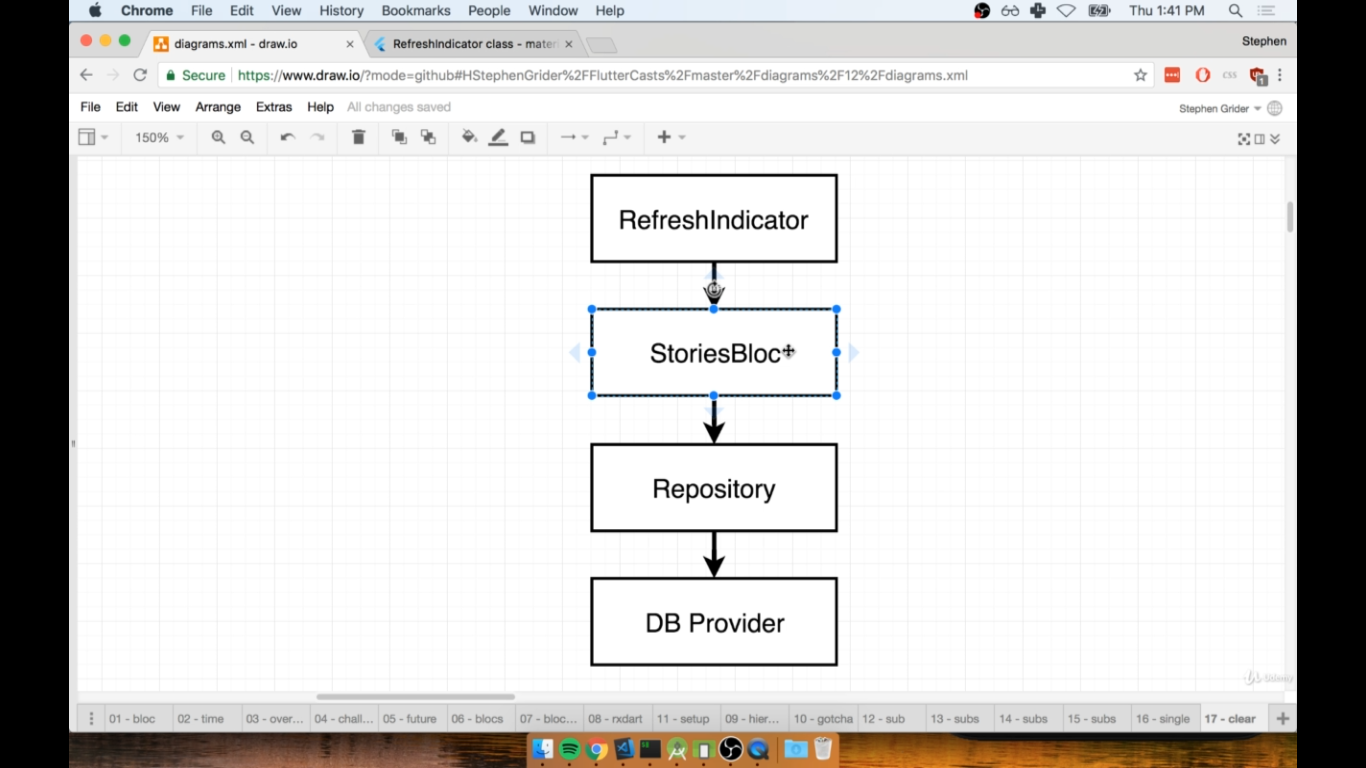 Chrome File Edit View History Bookmarks People Window Help Thu 1:41 PM
diagrams.xml - draw.io RefreshIndicator class - mater Stephen
Secure https://www.draw.io/?mode=github#HStephenGrider%2FFlutterCasts%2Fmaster%2Fdiagrams%2F12%2Fdiagrams.xml css 1
File Edit View Arrange Extras Help All changes saved Stephen Grider
150%
RefreshIndicator
StoriesBloc
Repository
DB Provider
Udemy
01 - bloc 02 - time 03 - over... 04 - chall... 05 - future 06 - blocs 07 - bloc... 08 - rxdart 11 - setup 09 - hier... 10 - gotcha 12 - sub 13 - subs 14 - subs 15 - subs 16 - single 17 - clear